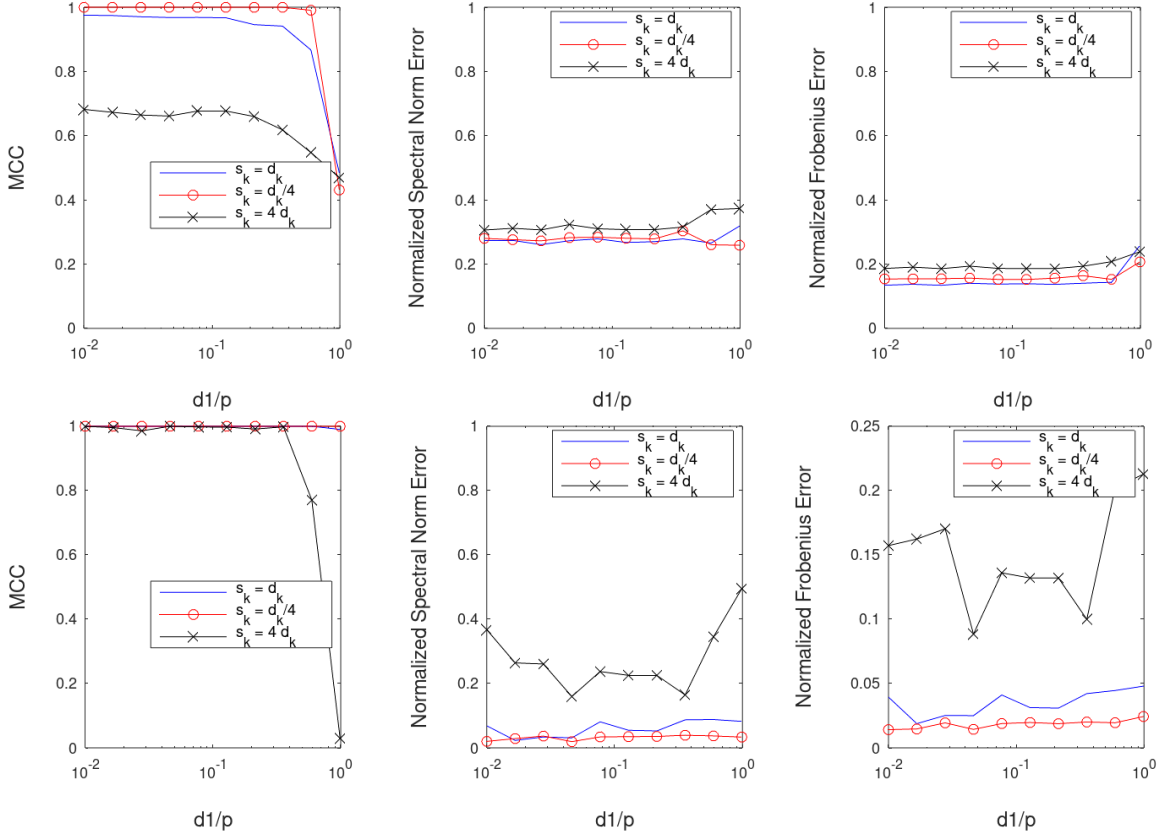 MCC
1
0.8
0.6
0.4
0.2
0
10^-2
10^-1
10^0
d1/p
s_k = d_k
s_k = d_k/4
s_k = 4 d_k
Normalized Spectral Norm Error
1
0.8
0.6
0.4
0.2
0
10^-2
10^-1
10^0
d1/p
s_k = d_k
s_k = d_k/4
s_k = 4 d_k
Normalized Frobenius Error
1
0.8
0.6
0.4
0.2
0
10^-2
10^-1
10^0
d1/p
s_k = d_k
s_k = d_k/4
s_k = 4 d_k
MCC
1
0.8
0.6
0.4
0.2
0
10^-2
10^-1
10^0
d1/p
s_k = d_k
s_k = d_k/4
s_k = 4 d_k
Normalized Spectral Norm Error
1
0.8
0.6
0.4
0.2
0
10^-2
10^-1
10^0
d1/p
s_k = d_k
s_k = d_k/4
s_k = 4 d_k
Normalized Frobenius Error
0.25
0.2
0.15
0.1
0.05
0
10^-2
10^-1
10^0
d1/p
s_k = d_k
s_k = d_k/4
s_k = 4 d_k